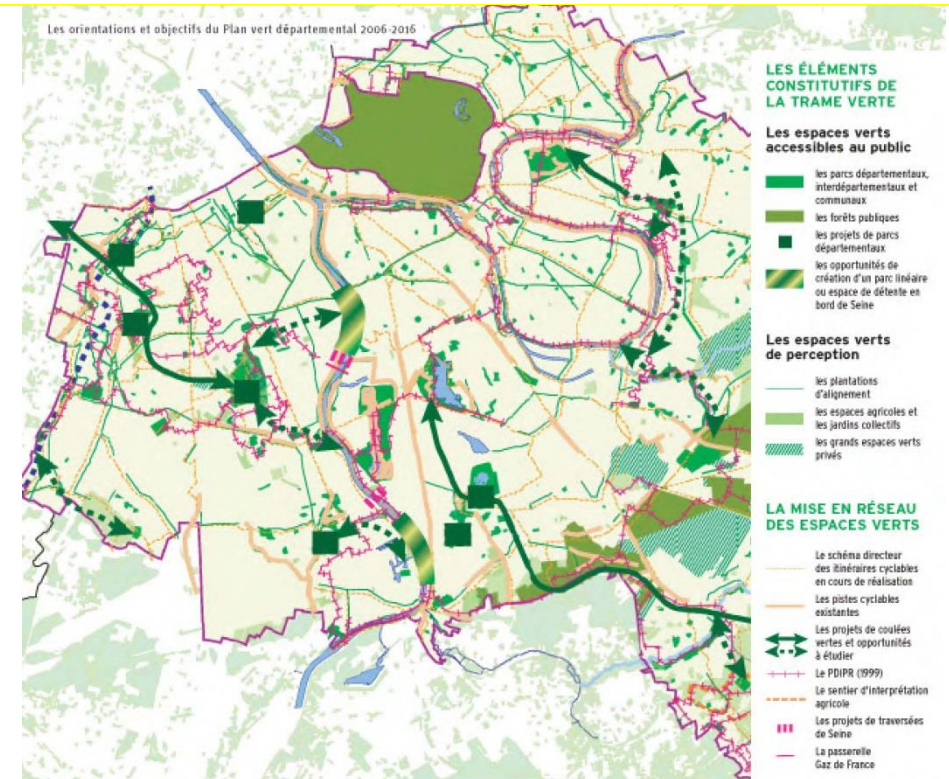 Les orientations et objectifs du Plan vert départemental 2006-2016
LES ÉLÉMENTS
CONSTITUTIFS DE
LA TRAME VERTE
Les espaces verts
accessibles au public
les parcs départementaux,
interdépartementaux et
communaux
les forêts publiques
les projets de parcs
départementaux
les opportunités de
création d'un parc linéaire
ou espace de détente en
bord de Seine
Les espaces verts
de perception
les plantations
d'alignement
les espaces agricoles et
les jardins collectifs
les grands espaces verts
privés
LA MISE EN RÉSEAU
DES ESPACES VERTS
Le schéma directeur
des itinéraires cyclables
en cours de réalisation
Les pistes cyclables
existantes
Les projets de coulées
vertes et opportunités
à étudier
Le PDIPR (1999)
Le sentier d'interprétation
agricole
Les projets de traversées
de Seine
La passerelle
Gaz de France